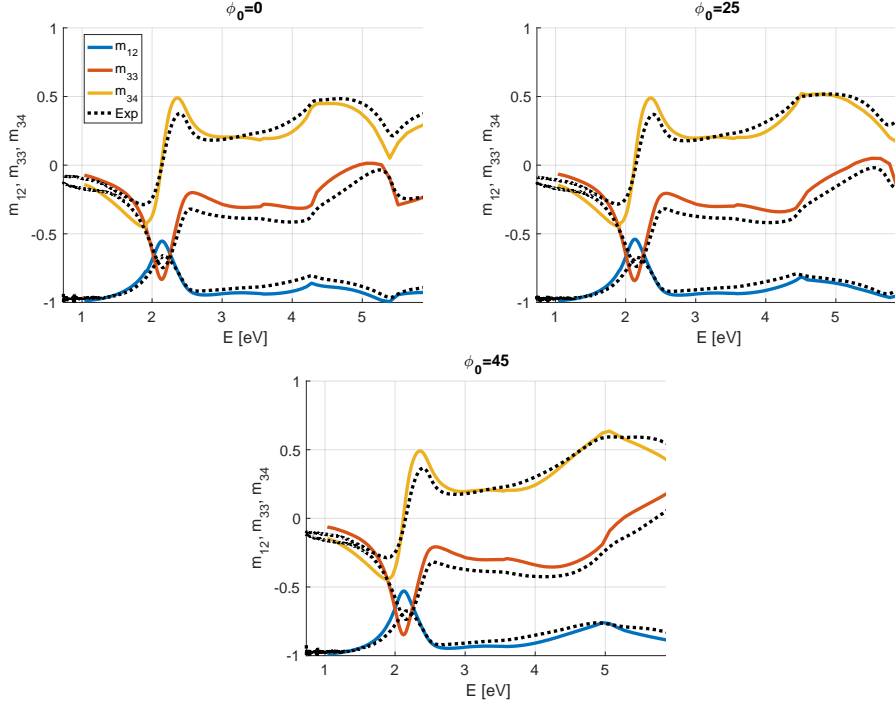 ϕ₀=0
1
0.5
0
-0.5
-1
m₁₂, m₃₃, m₃₄
m₁₂
m₃₃
m₃₄
Exp
1 2 3 4 5
E [eV]
ϕ₀=25
1
0.5
0
-0.5
-1
m₁₂, m₃₃, m₃₄
1 2 3 4 5
E [eV]
ϕ₀=45
1
0.5
0
-0.5
-1
m₁₂, m₃₃, m₃₄
1 2 3 4 5
E [eV]